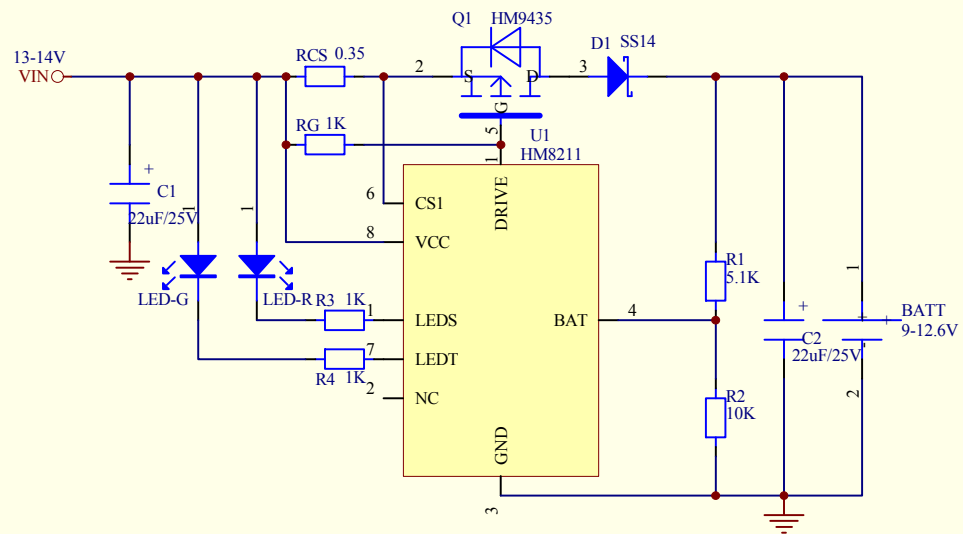 Q1 HM9435
13-14V
VIN
RCS 0.35
2
S
D
G
3
D1 SS14
RG 1K
5
1
U1
HM8211
DRIVE
+
C1
22uF/25V
6
CS1
8
VCC
1
1
LED-G
LED-R
R3 1K
1
LEDS
R4 1K
7
LEDT
2
NC
BAT
4
GND
3
R1
5.1K
R2
10K
+
C2
22uF/25V
1
+
+
-
2
BATT
9-12.6V